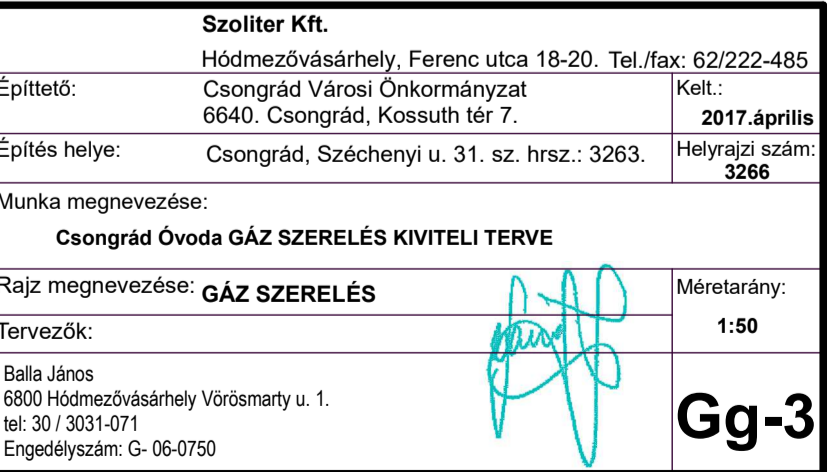 Szoliter Kft.
Hódmezővásárhely, Ferenc utca 18-20. Tel./fax: 62/222-485
Építtető:
Csongrád Városi Önkormányzat
6640. Csongrád, Kossuth tér 7.
Kelt.:
2017.április
Építés helye:
Csongrád, Széchenyi u. 31. sz. hrsz.: 3263.
Helyrajzi szám:
3266
Munka megnevezése:
Csongrád Óvoda GÁZ SZERELÉS KIVITELI TERVE
Rajz megnevezése: GÁZ SZERELÉS
Méretarány:
1:50
Tervezők:
Balla János
6800 Hódmezővásárhely Vörösmarty u. 1.
tel: 30 / 3031-071
Engedélyszám: G- 06-0750
Gg-3